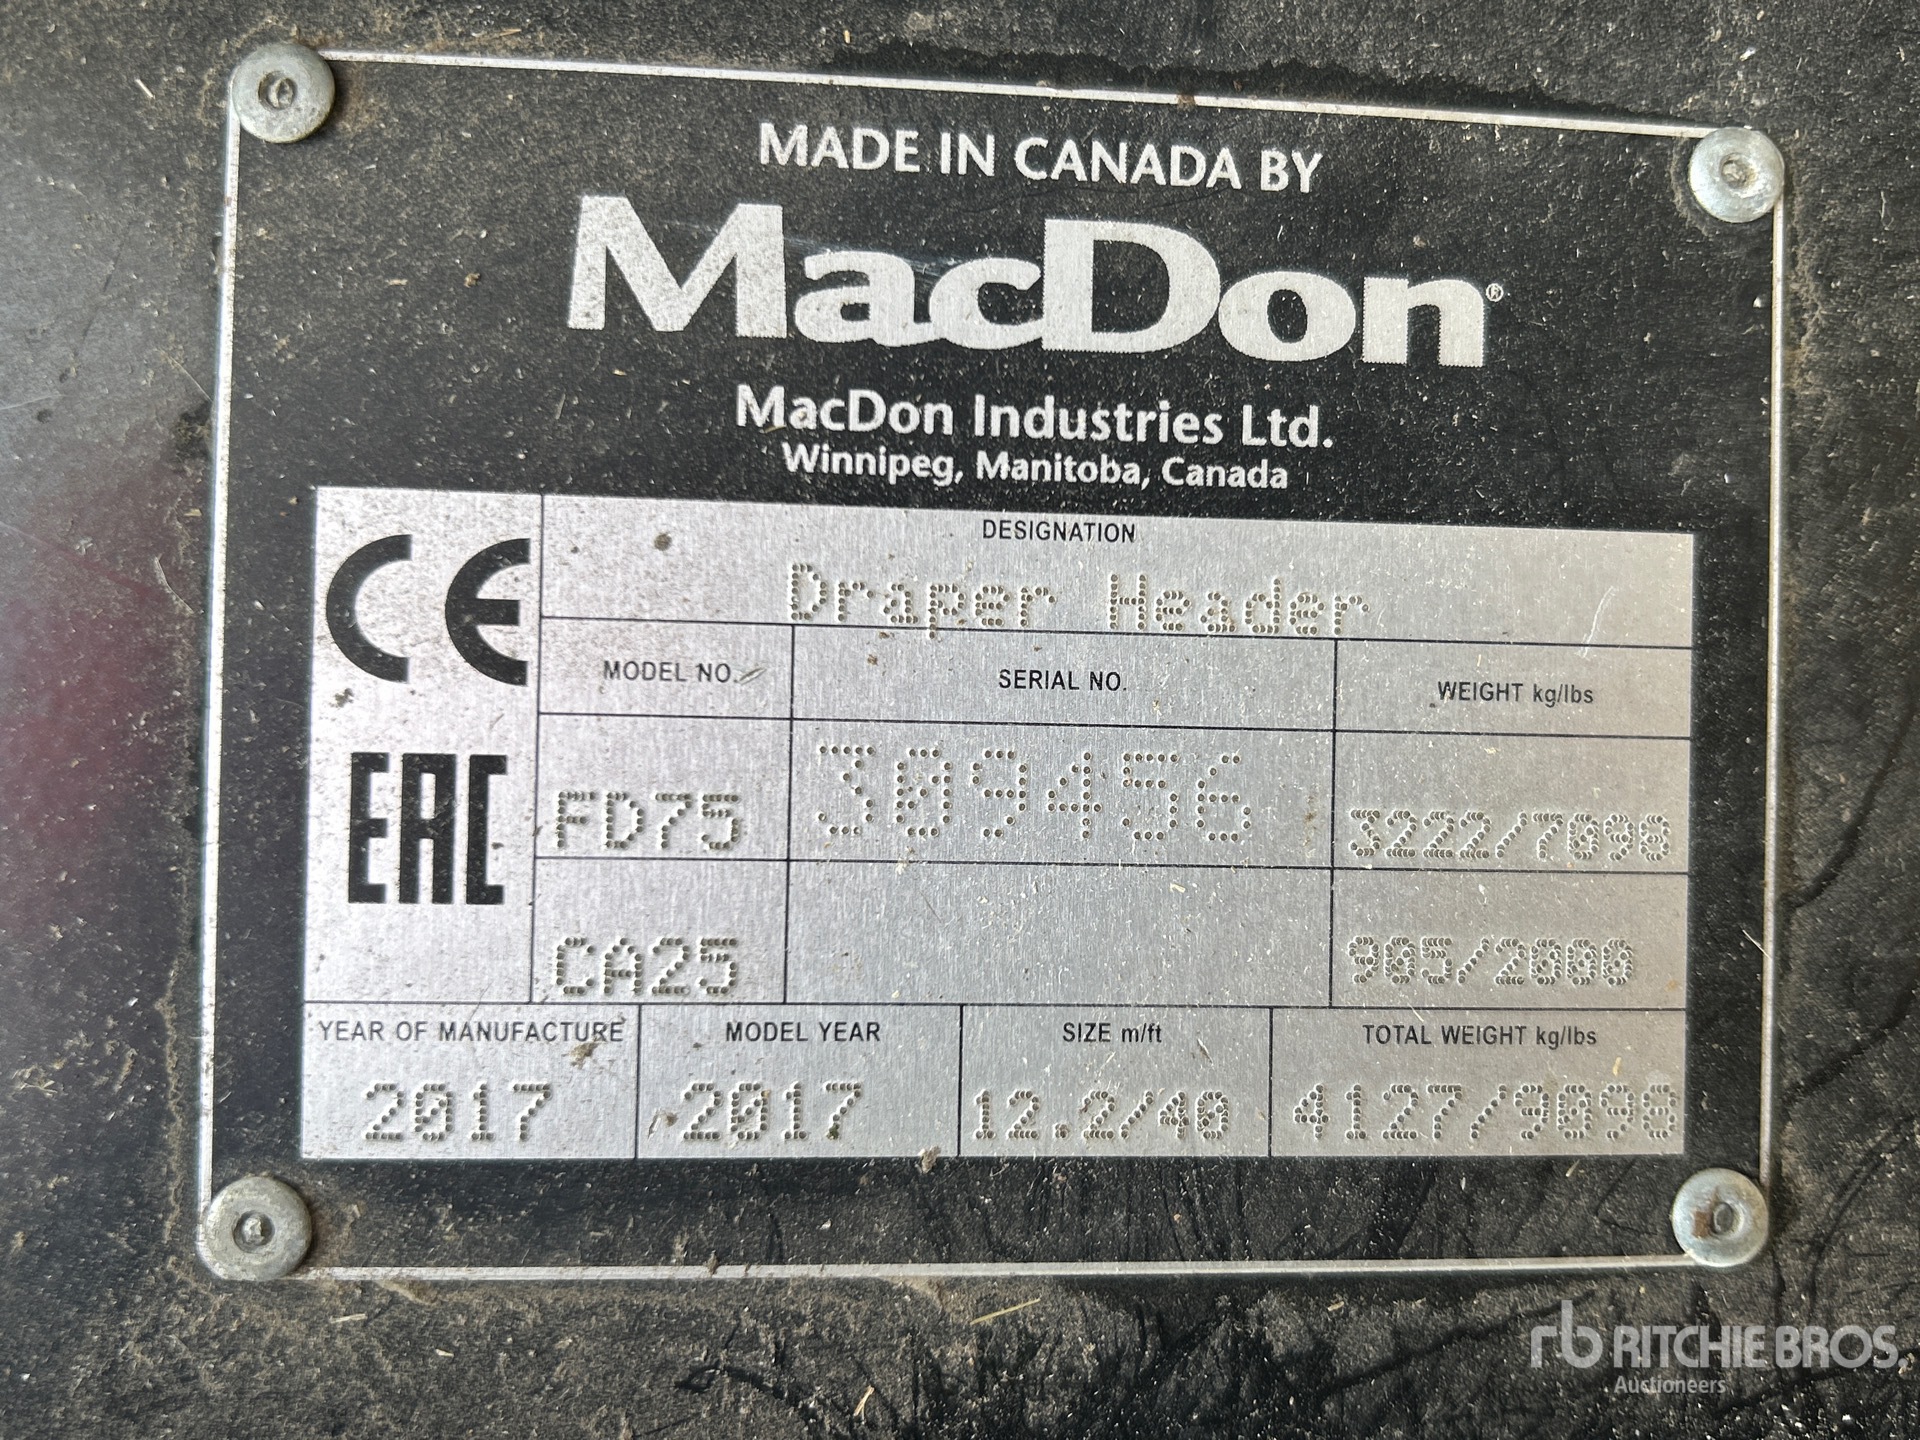 MADE IN CANADA BY
MacDon®
MacDon Industries Ltd.
Winnipeg, Manitoba, Canada
CE
EAC
DESIGNATION
Draper Header
MODEL NO. SERIAL NO. WEIGHT kg/lbs
FD75 309456 3222/7098
CA25 905/2000
YEAR OF MANUFACTURE MODEL YEAR SIZE m/ft TOTAL WEIGHT kg/lbs
2017 2017 12.2/40 4127/9098
rb RITCHIE BROS.
Auctioneers